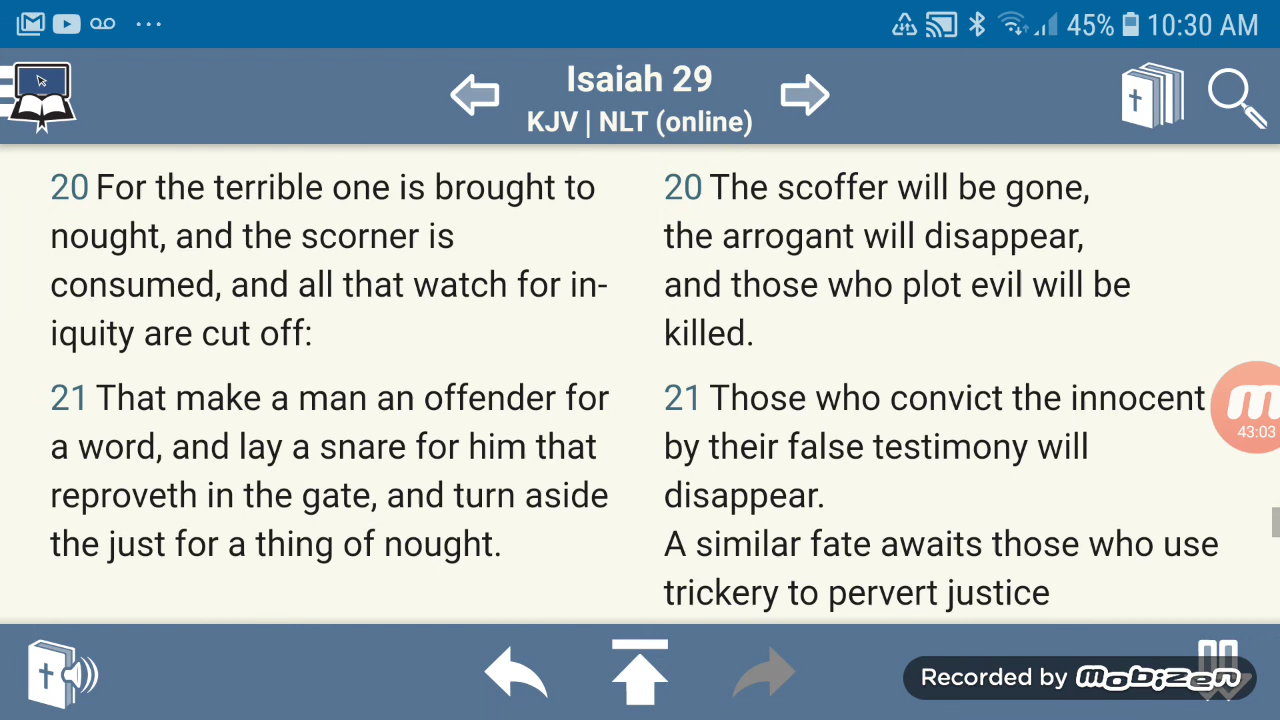 45% 10:30 AM
Isaiah 29
KJV | NLT (online)
20 For the terrible one is brought to
nought, and the scorner is
consumed, and all that watch for in-
iquity are cut off:
21 That make a man an offender for
a word, and lay a snare for him that
reproveth in the gate, and turn aside
the just for a thing of nought.
20 The scoffer will be gone,
the arrogant will disappear,
and those who plot evil will be
killed.
21 Those who convict the innocent
by their false testimony will
disappear.
A similar fate awaits those who use
trickery to pervert justice
43:03
Recorded by mobizen